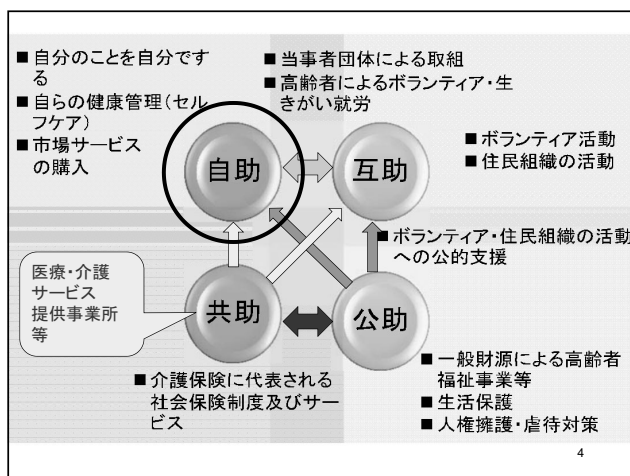 ■自分のことを自分です
る
■自らの健康管理(セル
フケア)
■市場サービス
の購入
■当事者団体による取組
■高齢者によるボランティア・生
きがい就労
自助
互助
■ボランティア活動
■住民組織の活動
■ボランティア・住民組織の活動
への公的支援
医療・介護
サービス
提供事業所
等
共助
公助
■介護保険に代表される
社会保険制度及びサー
ビス
■一般財源による高齢者
福祉事業等
■生活保護
■人権擁護・虐待対策
4